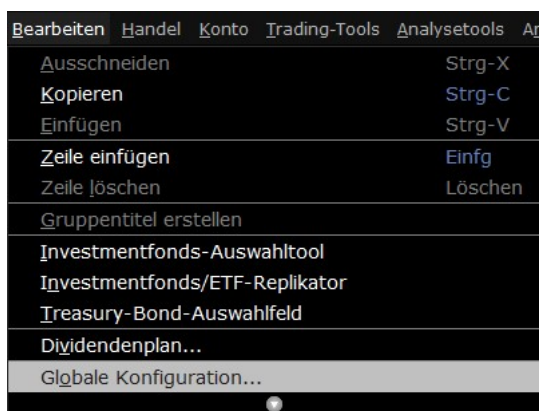 Bearbeiten Handel Konto Trading-Tools Analysetools
Ausschneiden Strg-X
Kopieren Strg-C
Einfügen Strg-V
Zeile einfügen Einfg
Zeile löschen Löschen
Gruppentitel erstellen
Investmentfonds-Auswahltool
Investmentfonds/ETF-Replikator
Treasury-Bond-Auswahlfeld
Dividendenplan...
Globale Konfiguration...